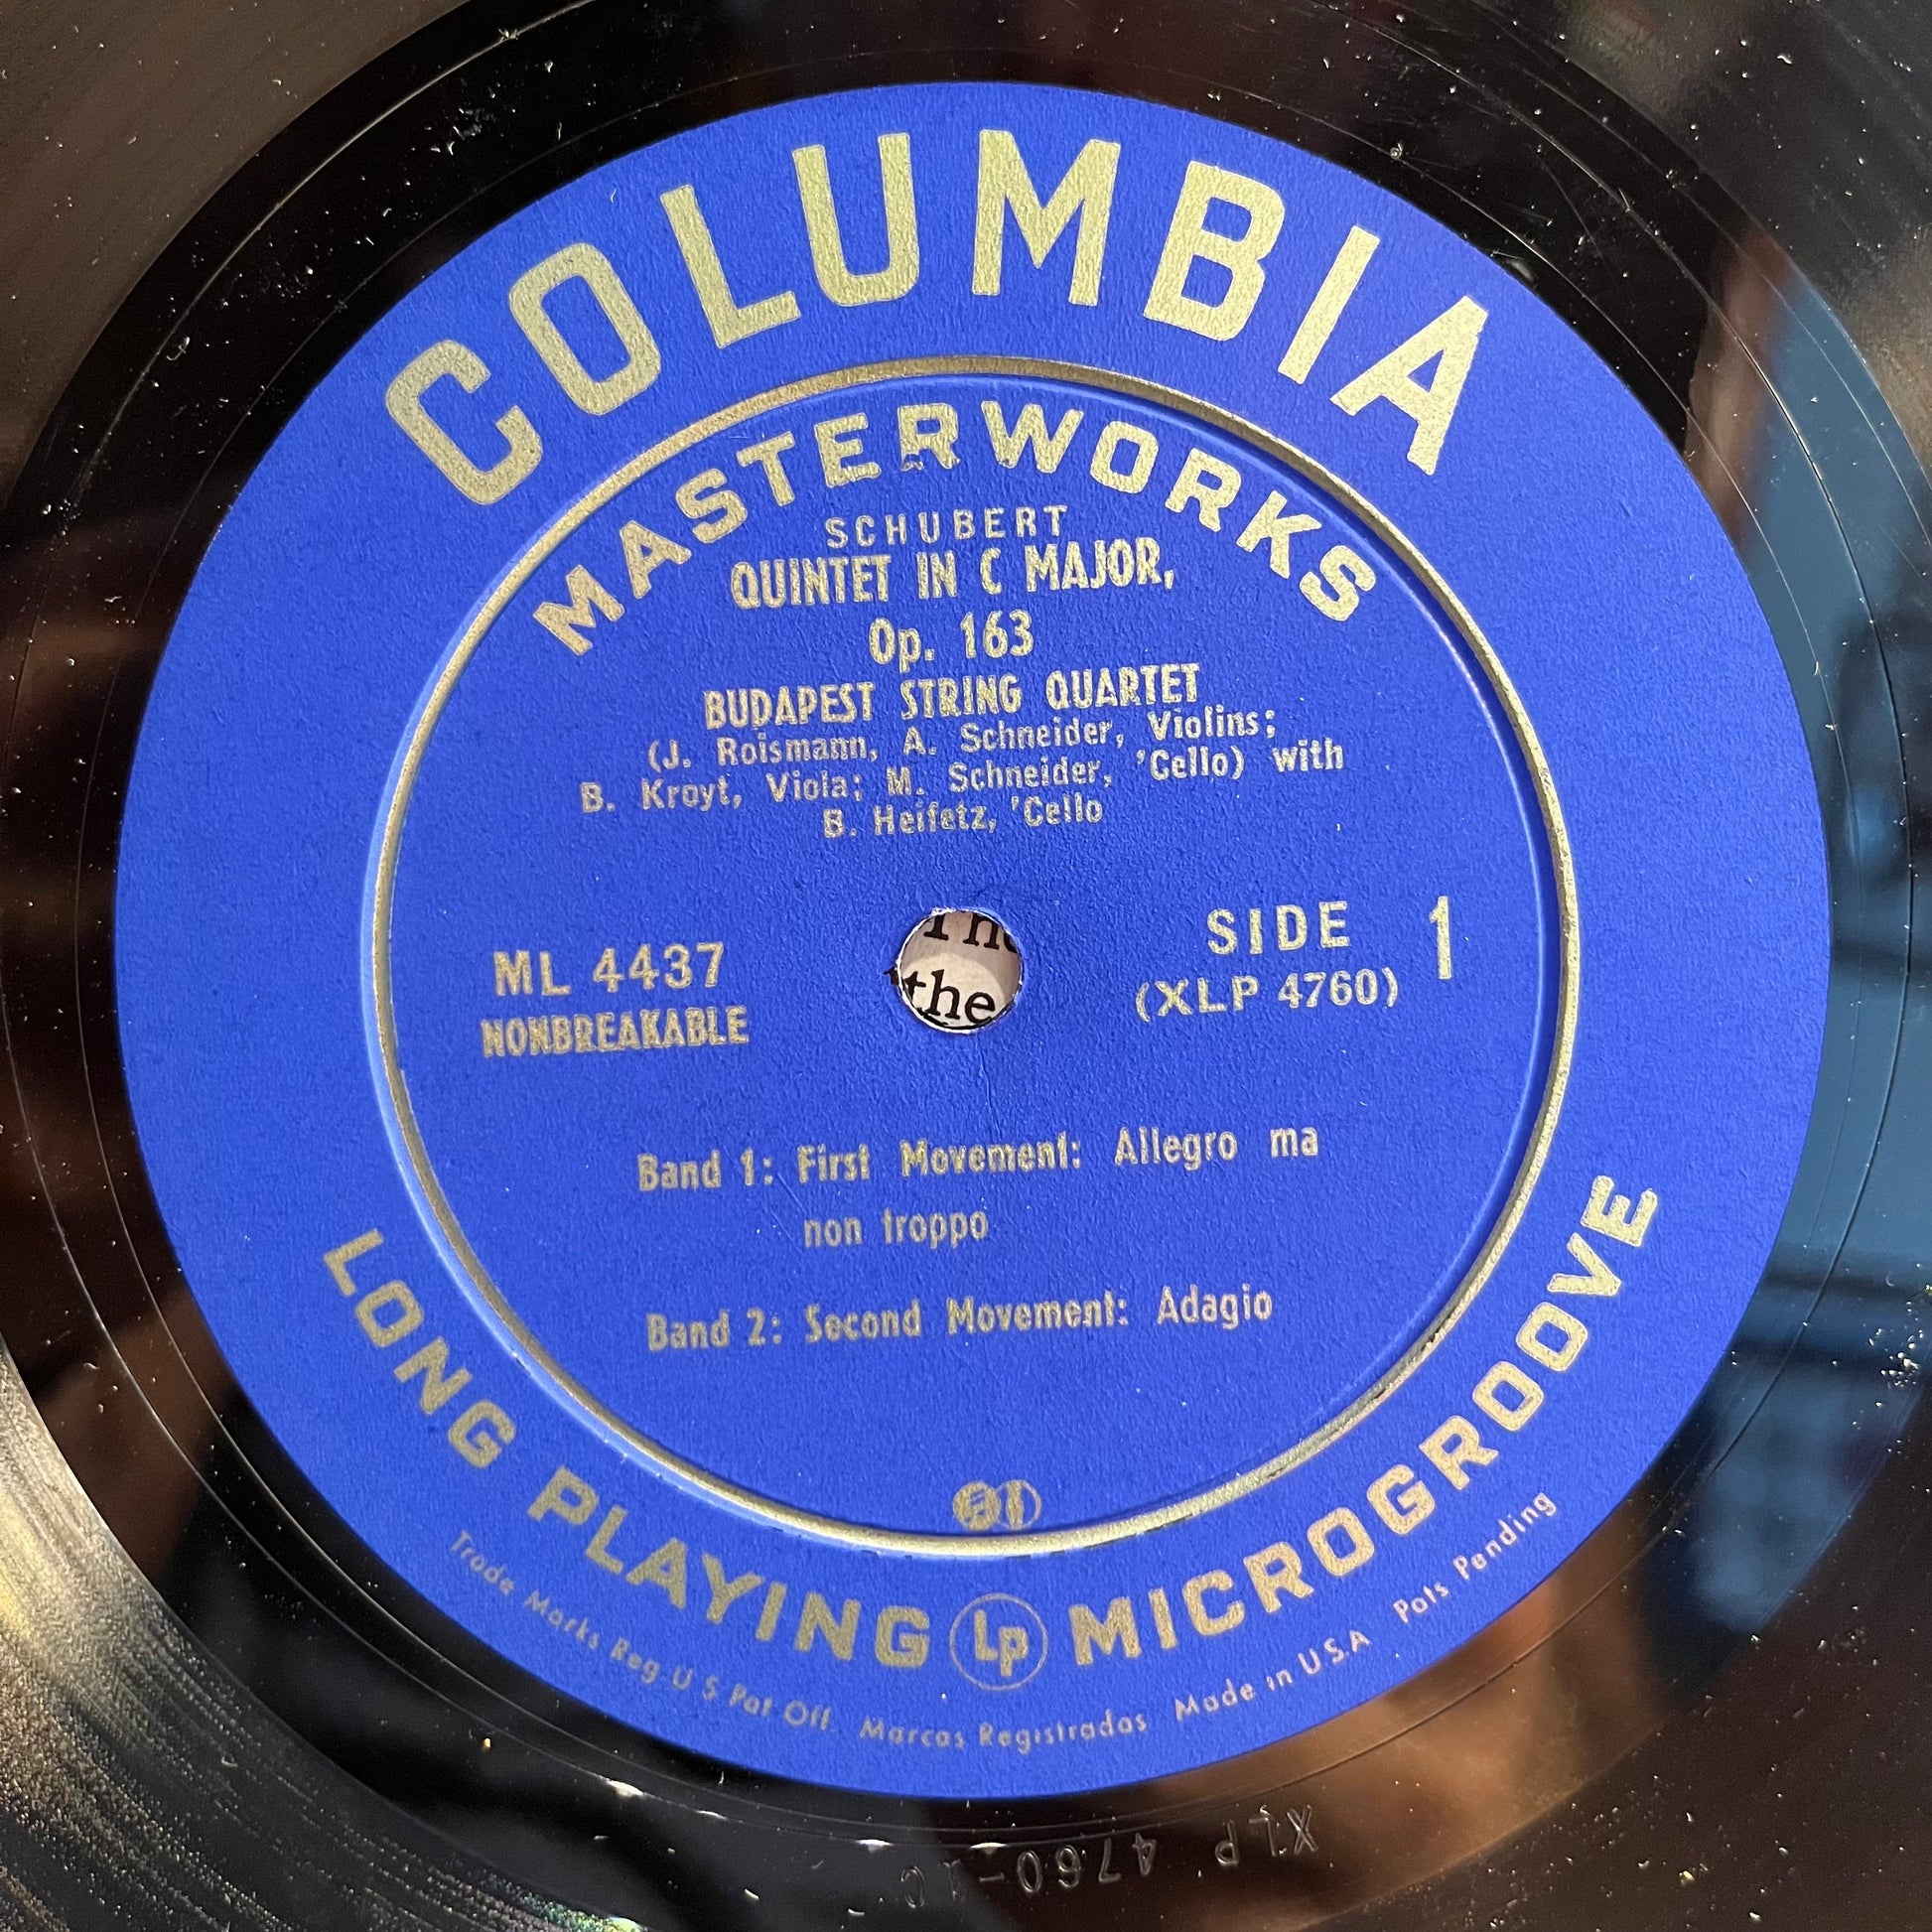 COLUMBIA
MASTERWORKS
SCHUBERT
QUINTET IN C MAJOR,
Op. 163
BUDAPEST STRING QUARTET
(J. Roismann, A. Schneider, Violins;
B. Kroyt, Viola; M. Schneider, 'Cello) with
B. Heifetz, 'Cello
ML 4437
NONBREAKABLE
the
SIDE 1
(XLP 4760)
Band 1: First Movement: Allegro ma
non troppo
Band 2: Second Movement: Adagio
LONG PLAYING Lp MICROGROOVE
Trade Marks Reg. U S Pat Off. Marcas Registradas Made in U.S.A Pats Pending
XLP 4760-1C